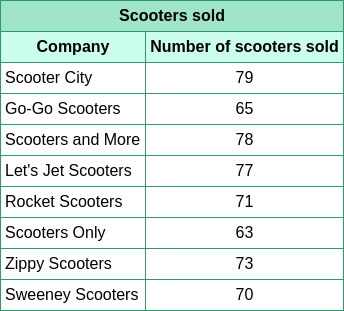 Scooters sold
Company Number of scooters sold
Scooter City 79
Go-Go Scooters 65
Scooters and More 78
Let's Jet Scooters 77
Rocket Scooters 71
Scooters Only 63
Zippy Scooters 73
Sweeney Scooters 70